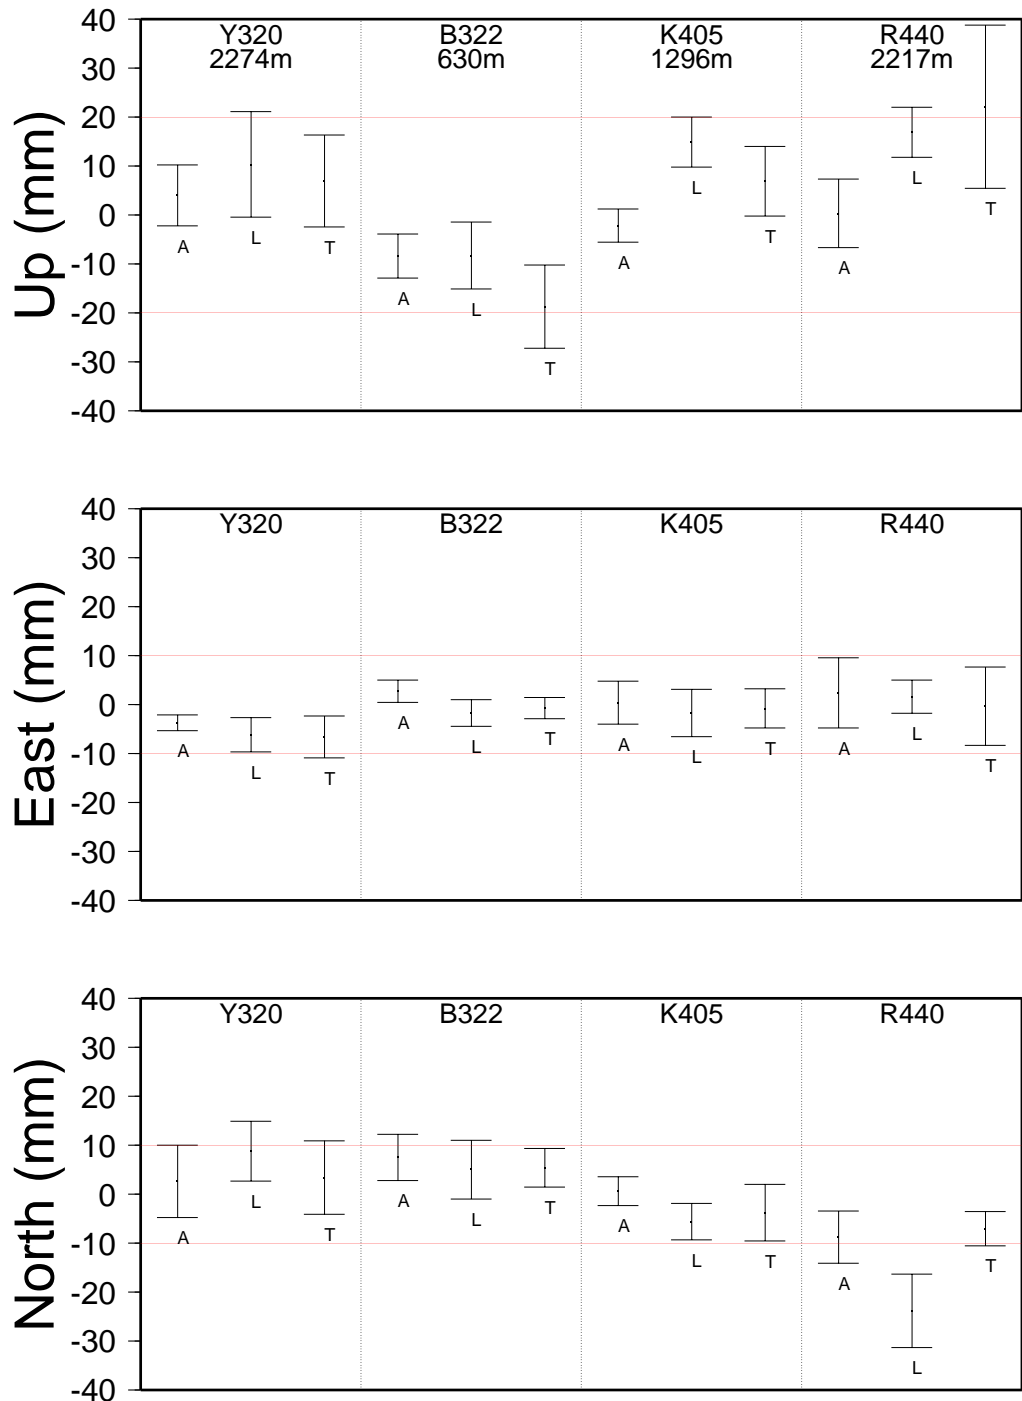 Up (mm)
40
30
20
10
0
-10
-20
-30
-40
Y320 B322 K405 R440
2274m 630m 1296m 2217m
A L T A L T A L T A L T
East (mm)
40
30
20
10
0
-10
-20
-30
-40
Y320 B322 K405 R440
A L T A L T A L T A L T
North (mm)
40
30
20
10
0
-10
-20
-30
-40
Y320 B322 K405 R440
A L T A L T A L T A L T